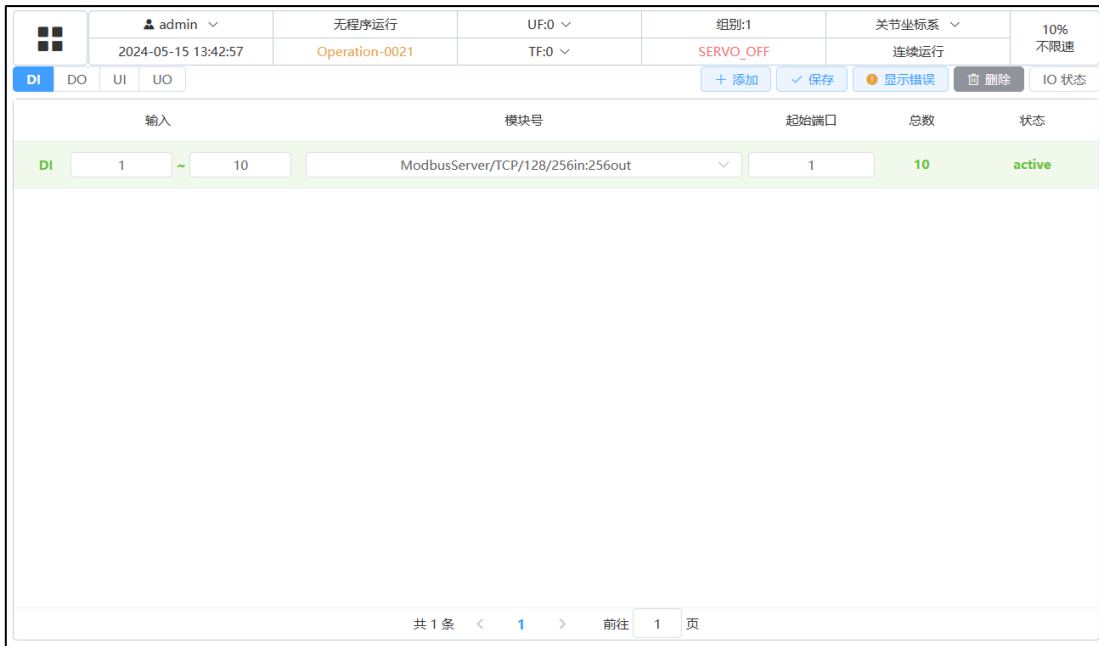 admin 无程序运行 UF:0 组别:1 关节坐标系 10%
2024-05-15 13:42:57 Operation-0021 TF:0 SERVO_OFF 连续运行 不限速
DI DO UI UO + 添加 保存 显示错误 删除 IO 状态
输入 模块号 起始端口 总数 状态
DI 1 ~ 10 ModbusServer/TCP/128/256in:256out 1 10 active
共 1 条 < 1 > 前往 1 页